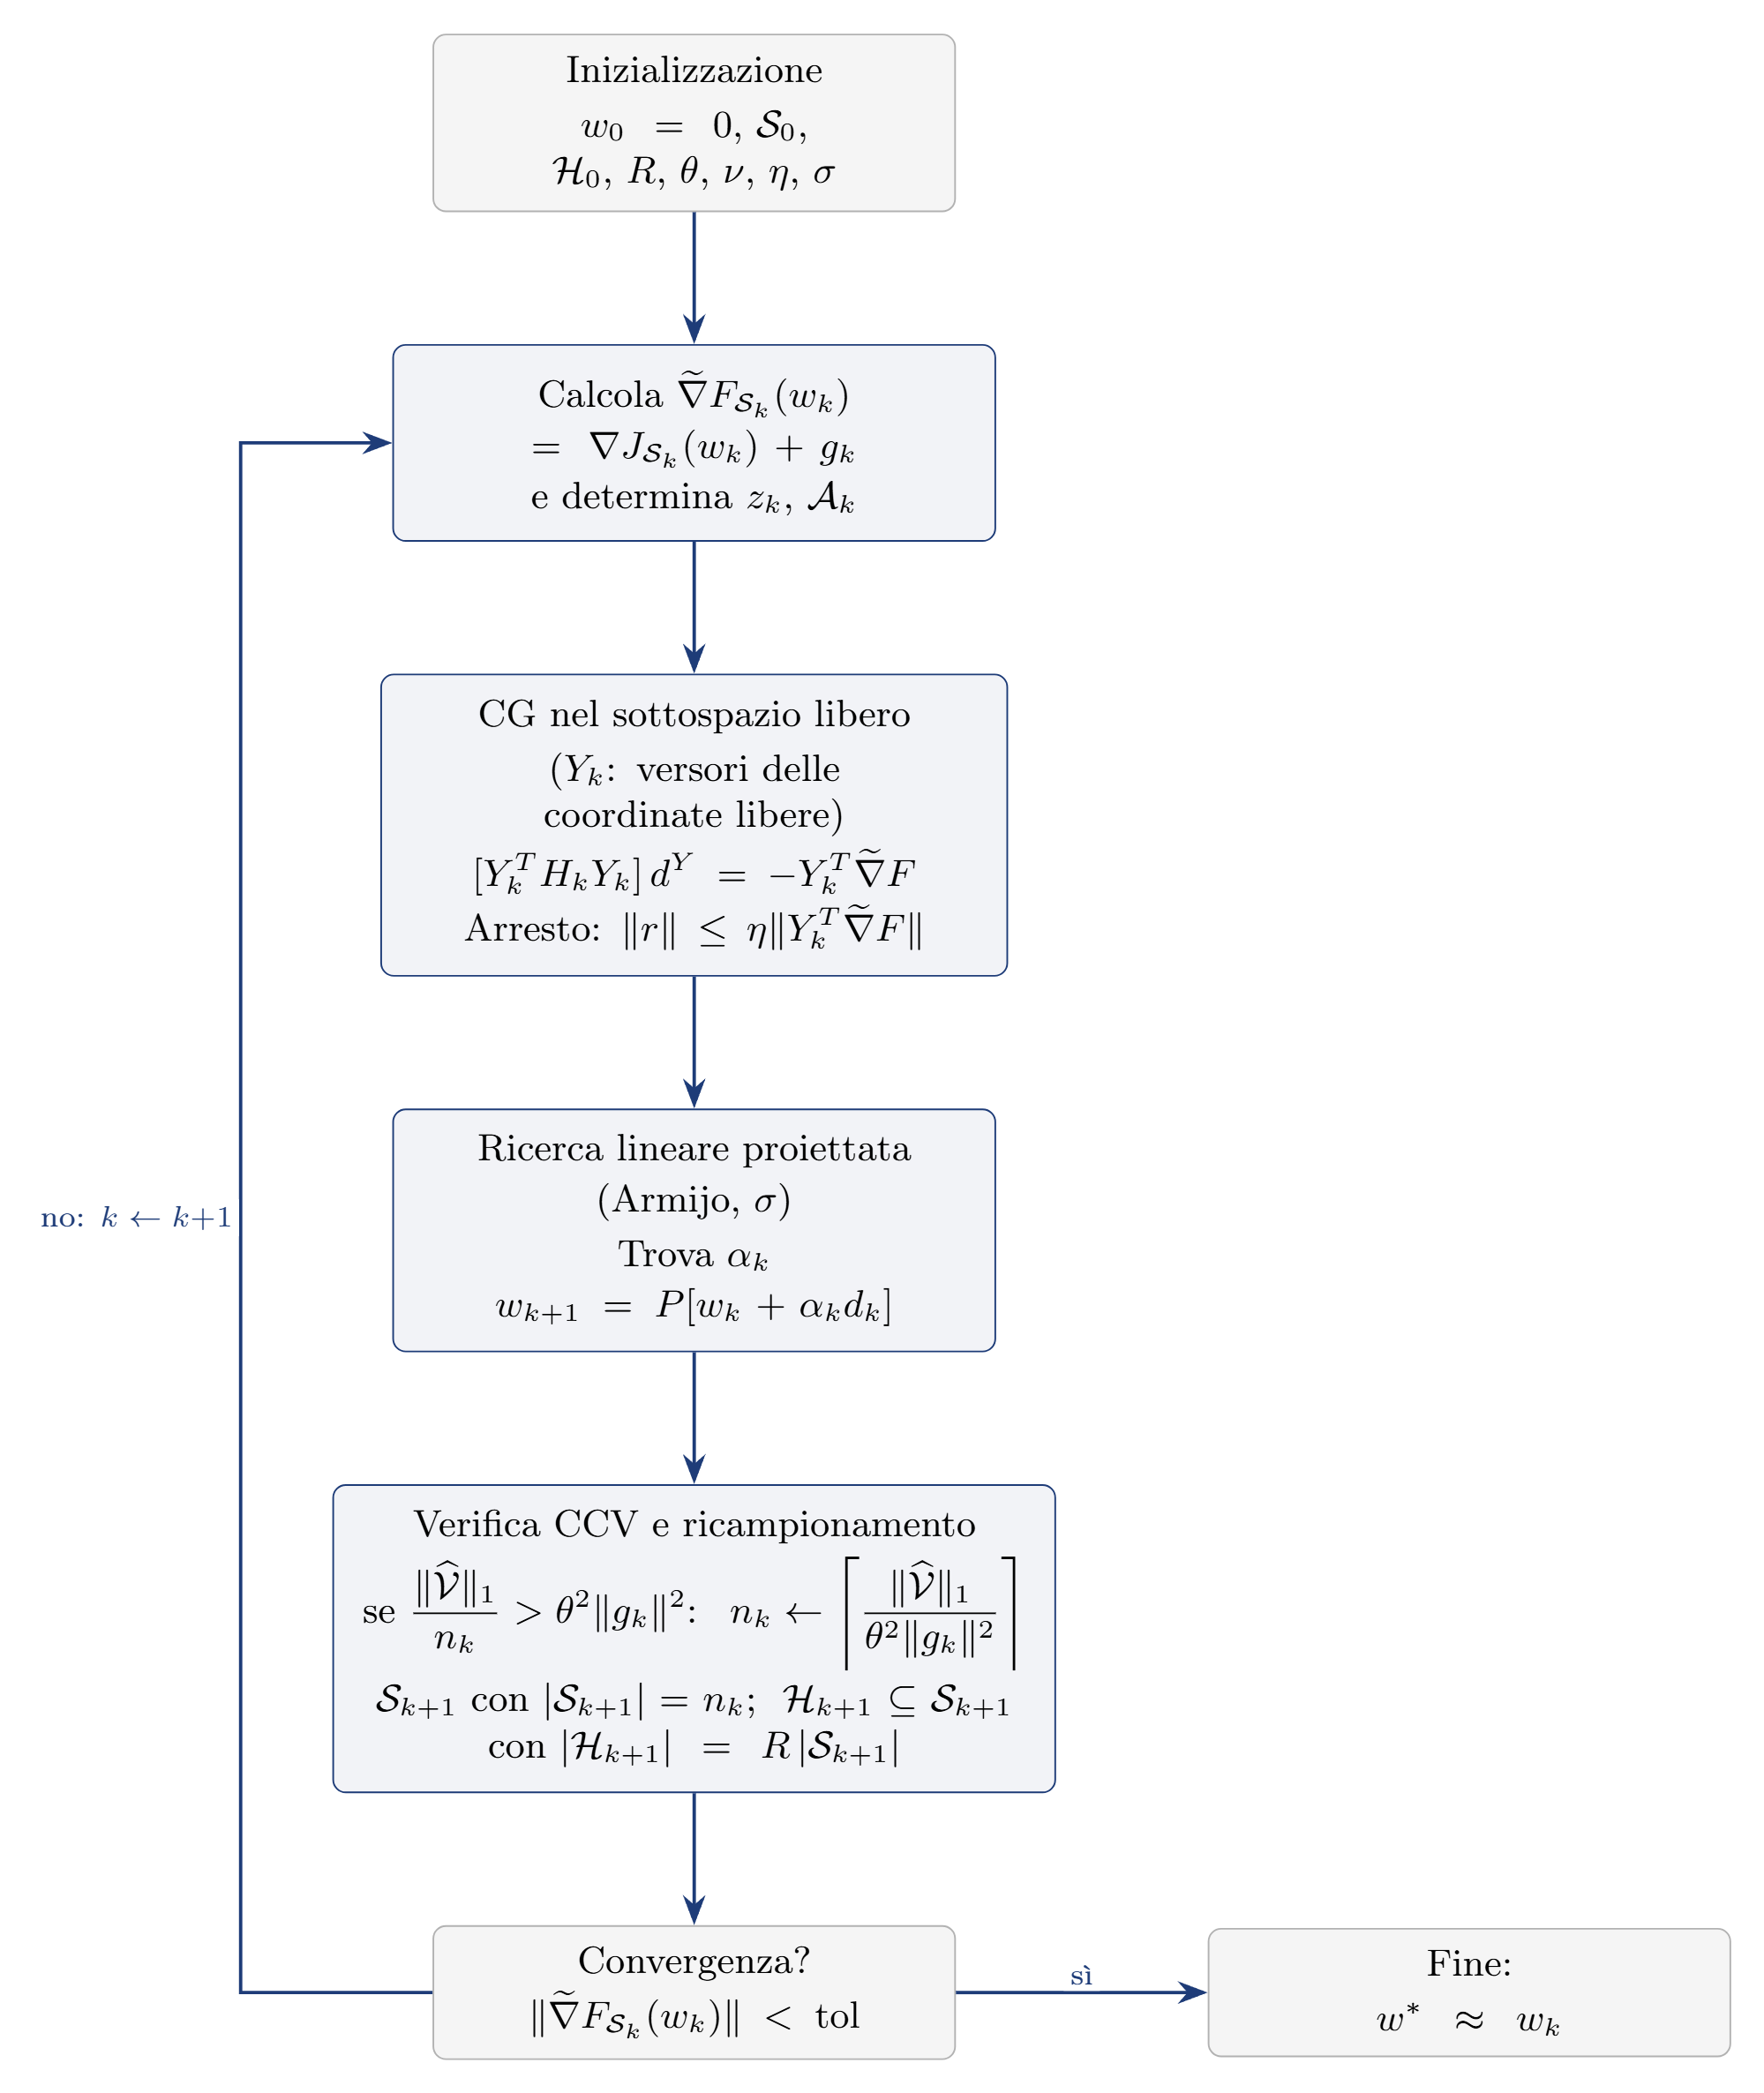 Inizializzazione
w₀ = 0, 𝒮₀,
ℋ₀, R, θ, ν, η, σ
Calcola ∇̃F_{𝒮_k}(w_k)
= ∇J_{𝒮_k}(w_k) + g_k
e determina z_k, 𝒜_k
CG nel sottospazio libero
(Y_k: versori delle
coordinate libere)
[Y_k^T H_k Y_k] d^Y = −Y_k^T ∇̃F
Arresto: ‖r‖ ≤ η‖Y_k^T ∇̃F‖
Ricerca lineare proiettata
(Armijo, σ)
Trova α_k
w_{k+1} = P[w_k + α_k d_k]
no: k ← k+1
Verifica CCV e ricampionamento
se ‖𝒱̂‖₁ / n_k > θ²‖g_k‖²: n_k ← ⌈‖𝒱̂‖₁ / θ²‖g_k‖²⌉
𝒮_{k+1} con |𝒮_{k+1}| = n_k; ℋ_{k+1} ⊆ 𝒮_{k+1}
con |ℋ_{k+1}| = R |𝒮_{k+1}|
Convergenza?
‖∇̃F_{𝒮_k}(w_k)‖ < tol
sì
Fine:
w* ≈ w_k